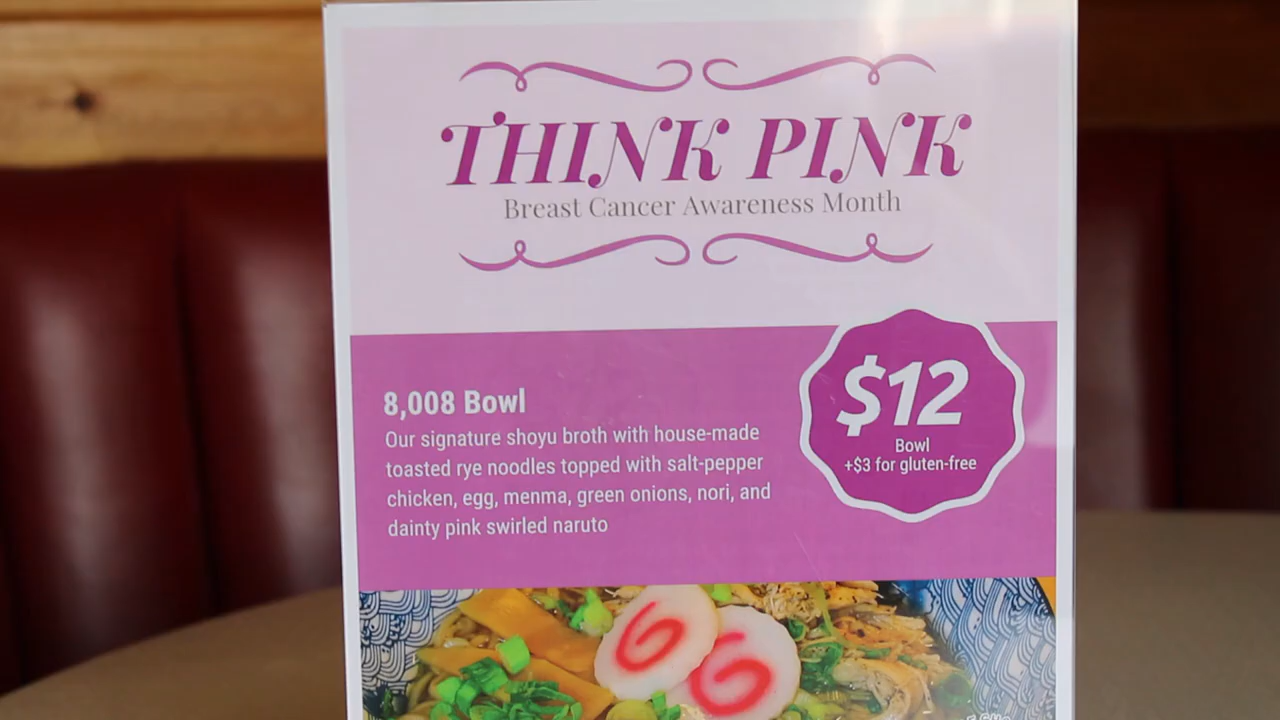 THINK PINK
Breast Cancer Awareness Month
8,008 Bowl
Our signature shoyu broth with house-made
toasted rye noodles topped with salt-pepper
chicken, egg, menma, green onions, nori, and
dainty pink swirled naruto
$12
Bowl
+$3 for gluten-free